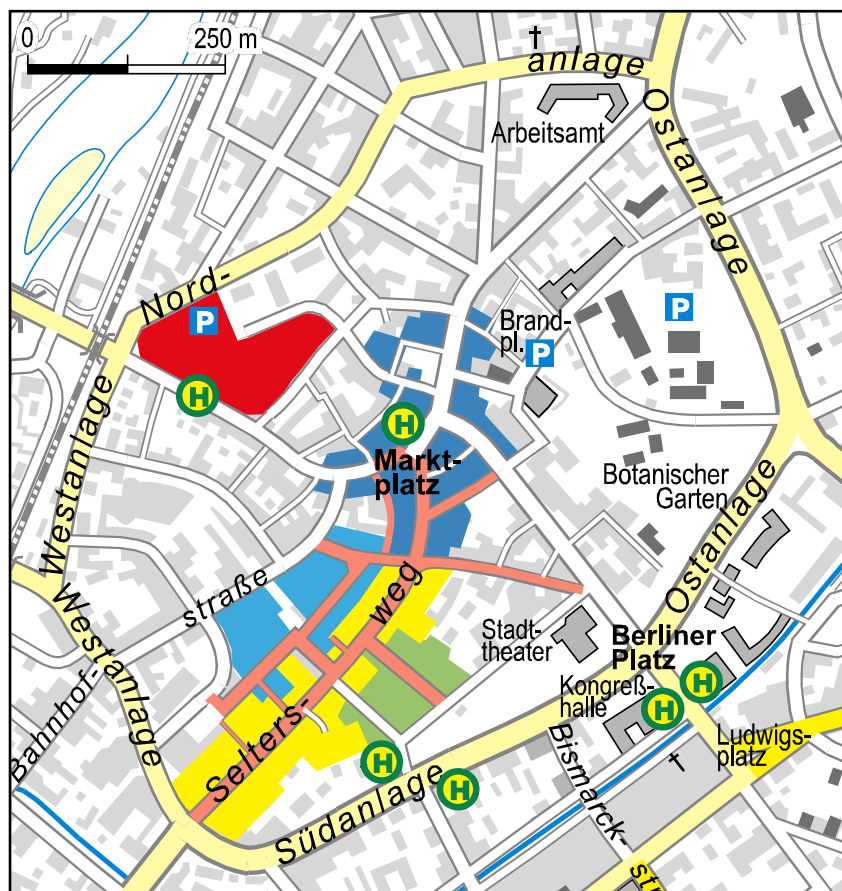 0 250 m
anlage
Arbeitsamt
Ostanlage
Nord-
P
P
Brand-
pl.
P
H
H
Markt-
platz
Westanlage
Botanischer
Garten
Ostanlage
straße
Bahnhof-
Westanlage
weg
Selters-
Stadt-
theater
Berliner
Platz
Kongreß-
halle
H
H
Ludwigs-
platz
H
H
Südanlage
Bismarck-
str.